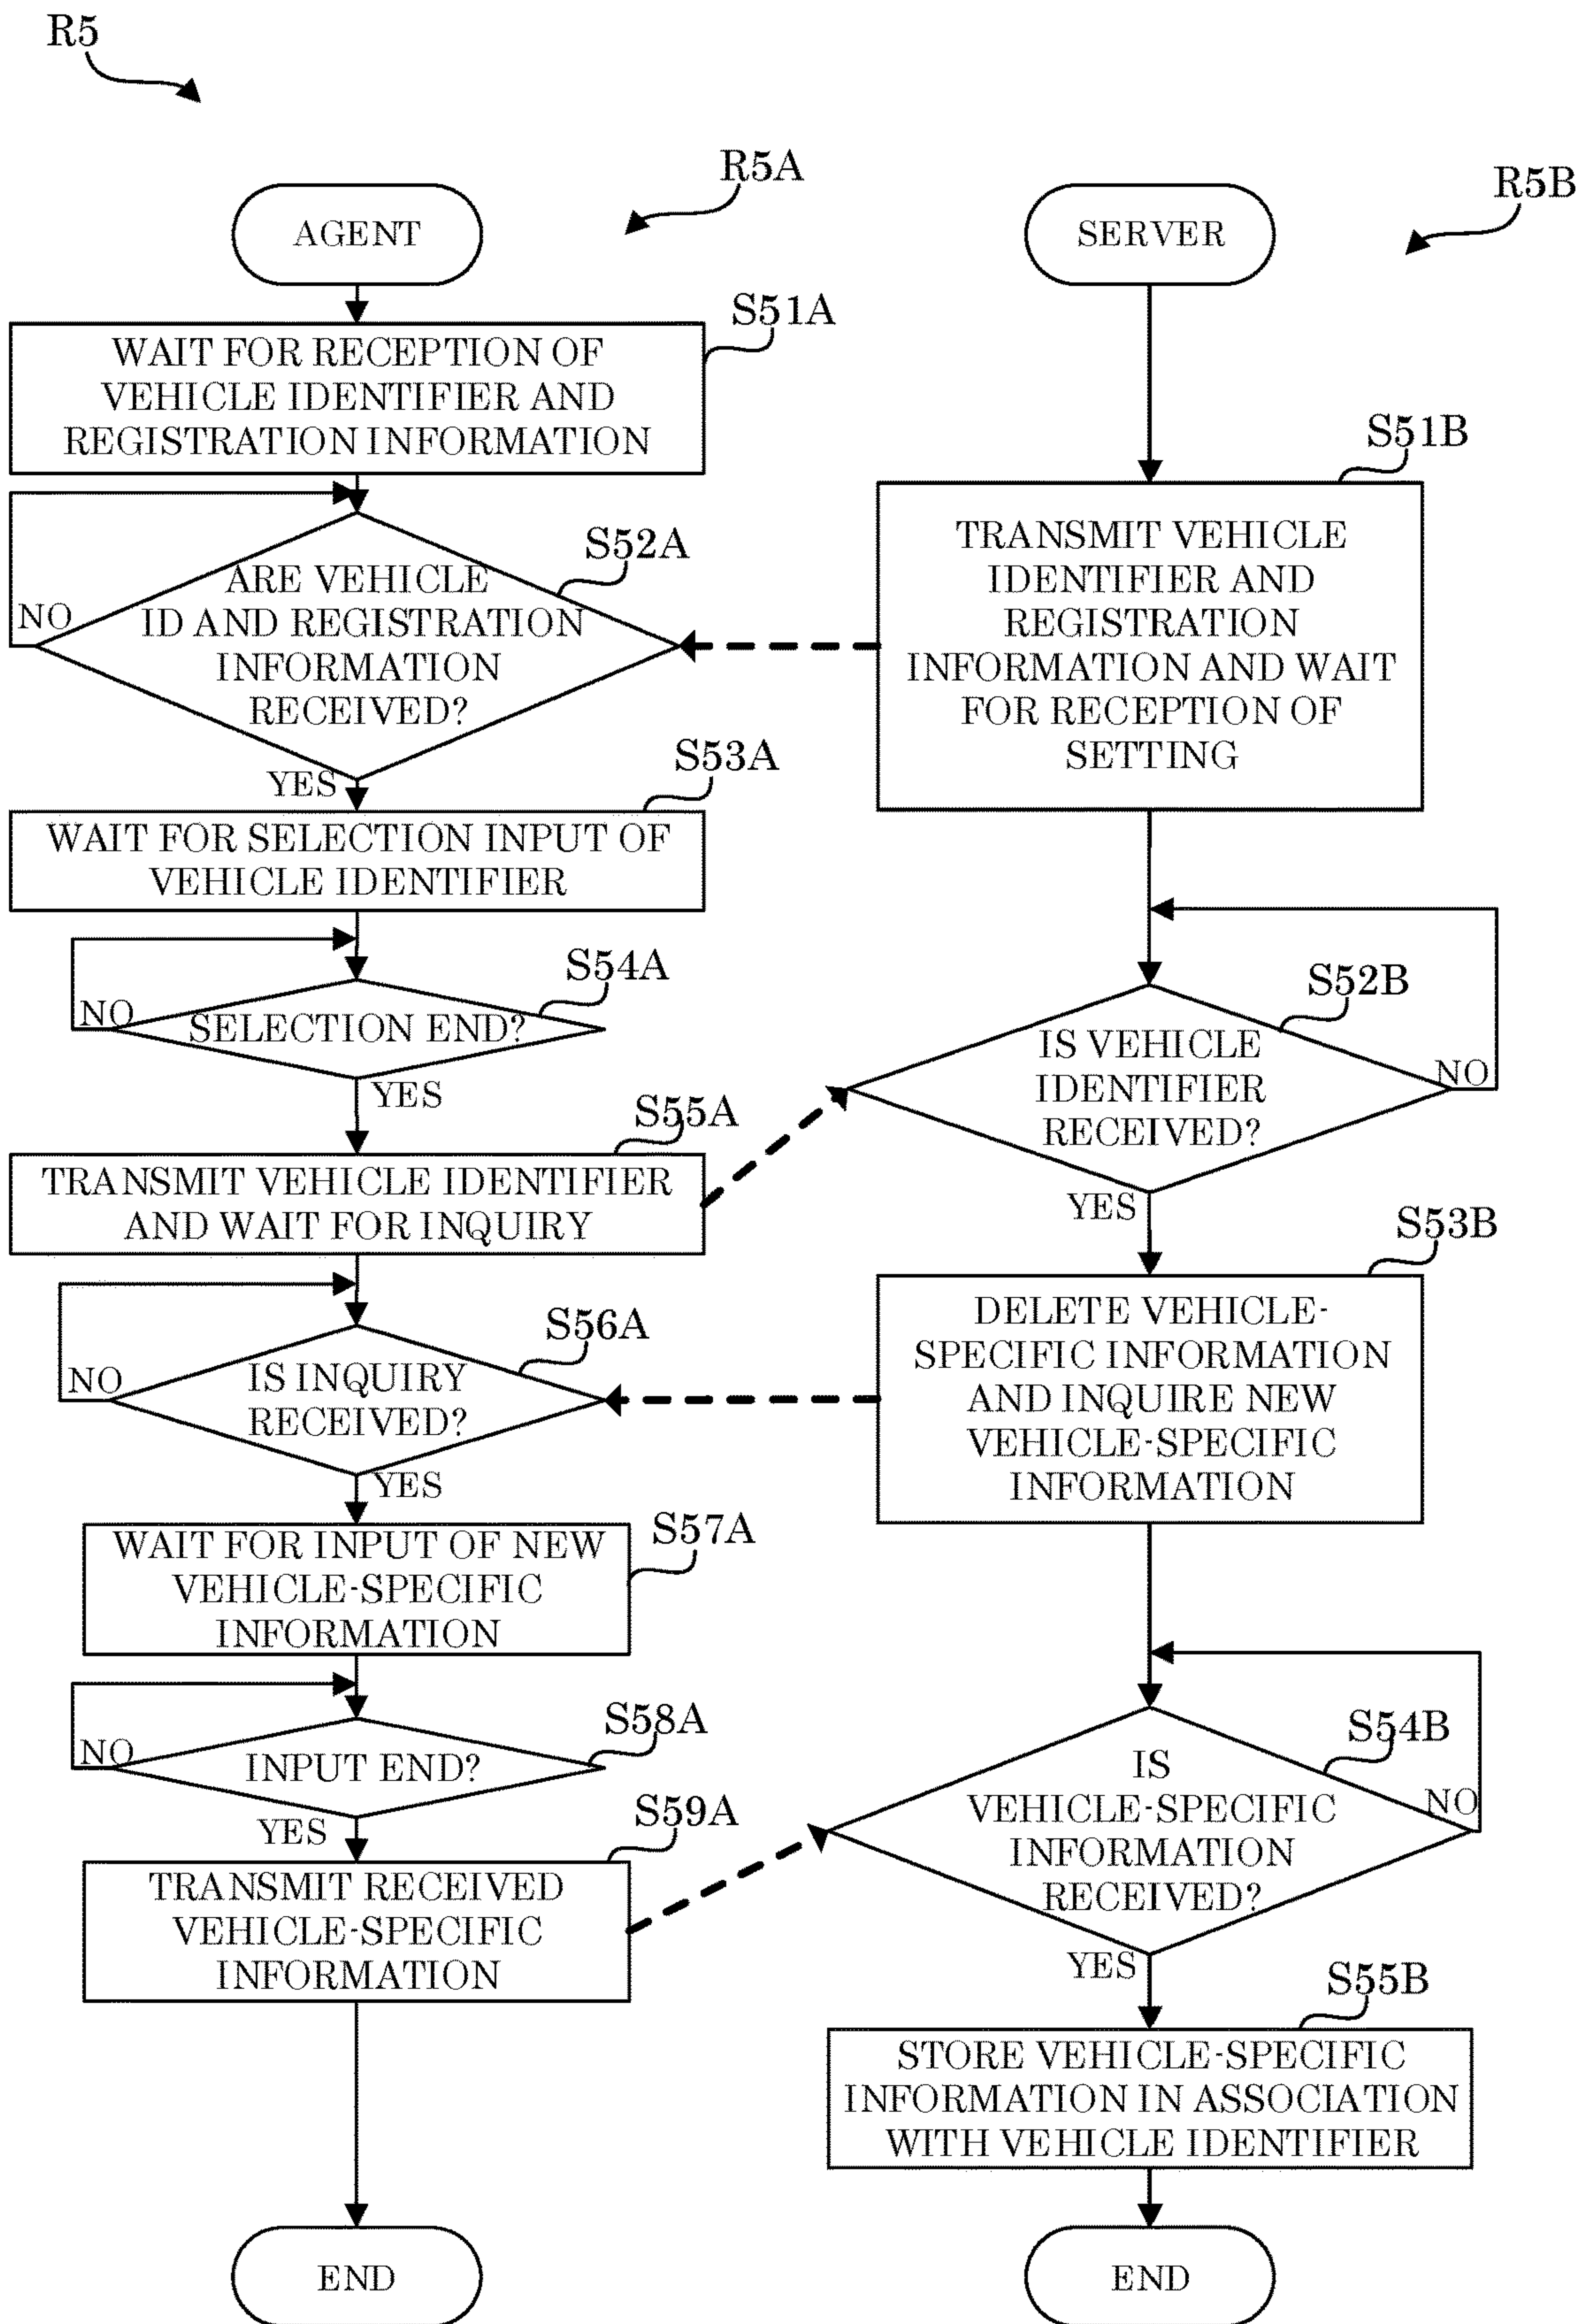 R5
R5A
R5B
AGENT
SERVER
S51A
WAIT FOR RECEPTION OF
VEHICLE IDENTIFIER AND
REGISTRATION INFORMATION
S52A
ARE VEHICLE
ID AND REGISTRATION
INFORMATION
RECEIVED?
NO
YES
S53A
WAIT FOR SELECTION INPUT OF
VEHICLE IDENTIFIER
S54A
SELECTION END?
NO
YES
S55A
TRANSMIT VEHICLE IDENTIFIER
AND WAIT FOR INQUIRY
S56A
IS INQUIRY
RECEIVED?
NO
YES
S57A
WAIT FOR INPUT OF NEW
VEHICLE-SPECIFIC
INFORMATION
S58A
INPUT END?
NO
YES
S59A
TRANSMIT RECEIVED
VEHICLE-SPECIFIC
INFORMATION
END
S51B
TRANSMIT VEHICLE
IDENTIFIER AND
REGISTRATION
INFORMATION AND WAIT
FOR RECEPTION OF
SETTING
S52B
IS VEHICLE
IDENTIFIER
RECEIVED?
NO
YES
S53B
DELETE VEHICLE-
SPECIFIC INFORMATION
AND INQUIRE NEW
VEHICLE-SPECIFIC
INFORMATION
S54B
IS
VEHICLE-SPECIFIC
INFORMATION
RECEIVED?
NO
YES
S55B
STORE VEHICLE-SPECIFIC
INFORMATION IN ASSOCIATION
WITH VEHICLE IDENTIFIER
END